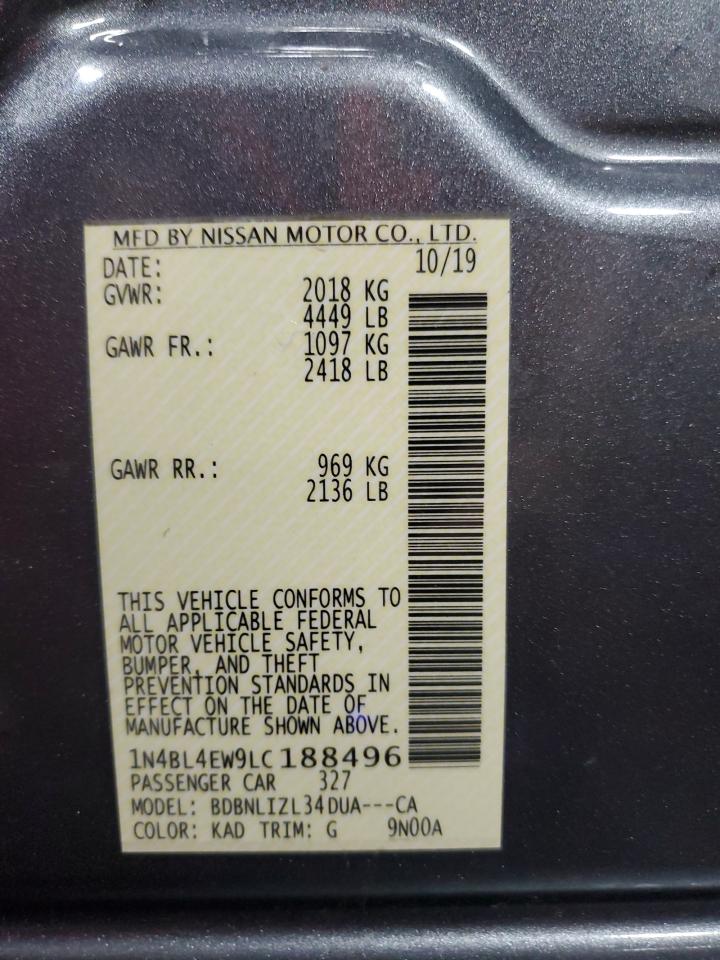 MFD BY NISSAN MOTOR CO., LTD.
DATE: 10/19
GVWR: 2018 KG
4449 LB
GAWR FR.: 1097 KG
2418 LB
GAWR RR.: 969 KG
2136 LB
THIS VEHICLE CONFORMS TO
ALL APPLICABLE FEDERAL
MOTOR VEHICLE SAFETY,
BUMPER, AND THEFT
PREVENTION STANDARDS IN
EFFECT ON THE DATE OF
MANUFACTURE SHOWN ABOVE.
1N4BL4EW9LC188496
PASSENGER CAR 327
MODEL: BDBNLIZL34DUA---CA
COLOR: KAD TRIM: G 9N00A